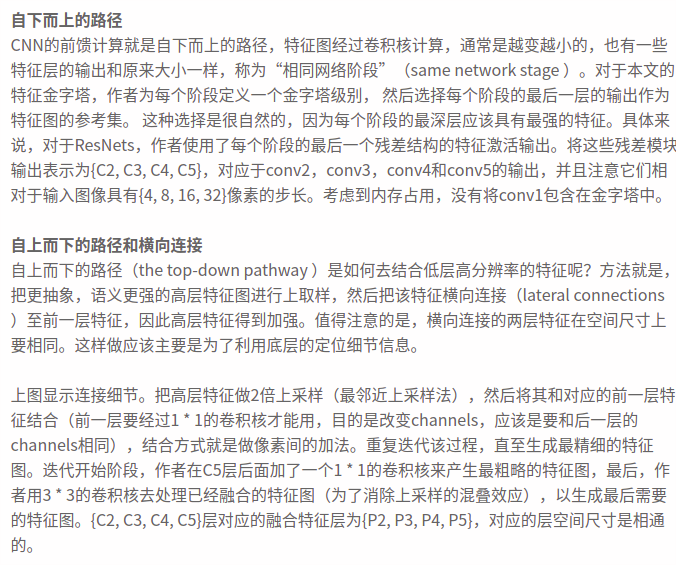 自下而上的路径
CNN的前馈计算就是自下而上的路径，特征图经过卷积核计算，通常是越变越小的，也有一些
特征层的输出和原来大小一样，称为“相同网络阶段”（same network stage ）。对于本文的
特征金字塔，作者为每个阶段定义一个金字塔级别， 然后选择每个阶段的最后一层的输出作为
特征图的参考集。 这种选择是很自然的，因为每个阶段的最深层应该具有最强的特征。具体来
说，对于ResNets，作者使用了每个阶段的最后一个残差结构的特征激活输出。将这些残差模块
输出表示为{C2, C3, C4, C5}，对应于conv2，conv3，conv4和conv5的输出，并且注意它们相
对于输入图像具有{4, 8, 16, 32}像素的步长。考虑到内存占用，没有将conv1包含在金字塔中。
自上而下的路径和横向连接
自上而下的路径（the top-down pathway ）是如何去结合低层高分辨率的特征呢？方法就是，
把更抽象，语义更强的高层特征图进行上取样，然后把该特征横向连接（lateral connections
）至前一层特征，因此高层特征得到加强。值得注意的是，横向连接的两层特征在空间尺寸上
要相同。这样做应该主要是为了利用底层的定位细节信息。
上图显示连接细节。把高层特征做2倍上采样（最邻近上采样法），然后将其和对应的前一层特
征结合（前一层要经过1 * 1的卷积核才能用，目的是改变channels，应该是要和后一层的
channels相同），结合方式就是做像素间的加法。重复迭代该过程，直至生成最精细的特征
图。迭代开始阶段，作者在C5层后面加了一个1 * 1的卷积核来产生最粗略的特征图，最后，作
者用3 * 3的卷积核去处理已经融合的特征图（为了消除上采样的混叠效应），以生成最后需要
的特征图。{C2, C3, C4, C5}层对应的融合特征层为{P2, P3, P4, P5}，对应的层空间尺寸是相通
的。